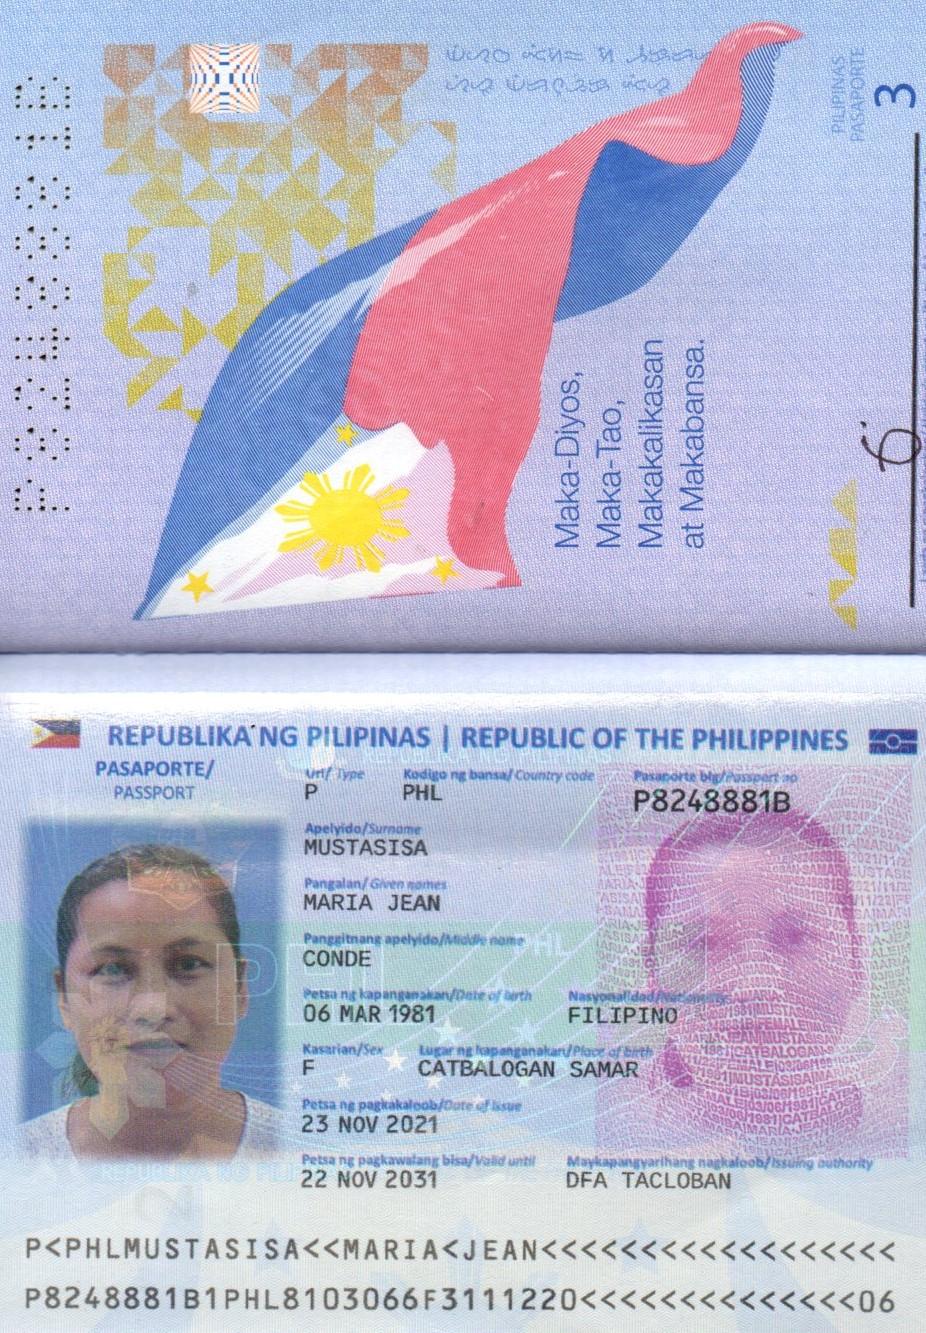 P8248881B
PILIPINAS
PASAPORTE
3
Maka-Diyos,
Maka-Tao,
Makakalikasan
at Makabansa.
REPUBLIKA NG PILIPINAS | REPUBLIC OF THE PHILIPPINES
PASAPORTE/
PASSPORT
Uri/ Type
Kodigo ng bansa/ Country code
Pasaporte blg/Passport no
P
PHL
P8248881B
Apelyido/Surname
MUSTASISA
Pangalan/ Given names
MARIA JEAN
Panggitnang apelyido/Middle name
CONDE
Petsa ng kapanganakan/Date of birth
Nasyonalidad/Nationality
06 MAR 1981
FILIPINO
Kasarian/Sex
Lugar ng kapanganakan/Place of birth
F
CATBALOGAN SAMAR
Petsa ng pagkakaloob/Date of issue
23 NOV 2021
Petsa ng pagkawalang bisa/Valid until
Maykapangyarihang nagkaloob/Issuing authority
22 NOV 2031
DFA TACLOBAN
P<PHLMUSTASISA<<MARIA<JEAN<<<<<<<<<<<<<<<<<<
P8248881B1PHL8103066F3111220<<<<<<<<<<<<<<06